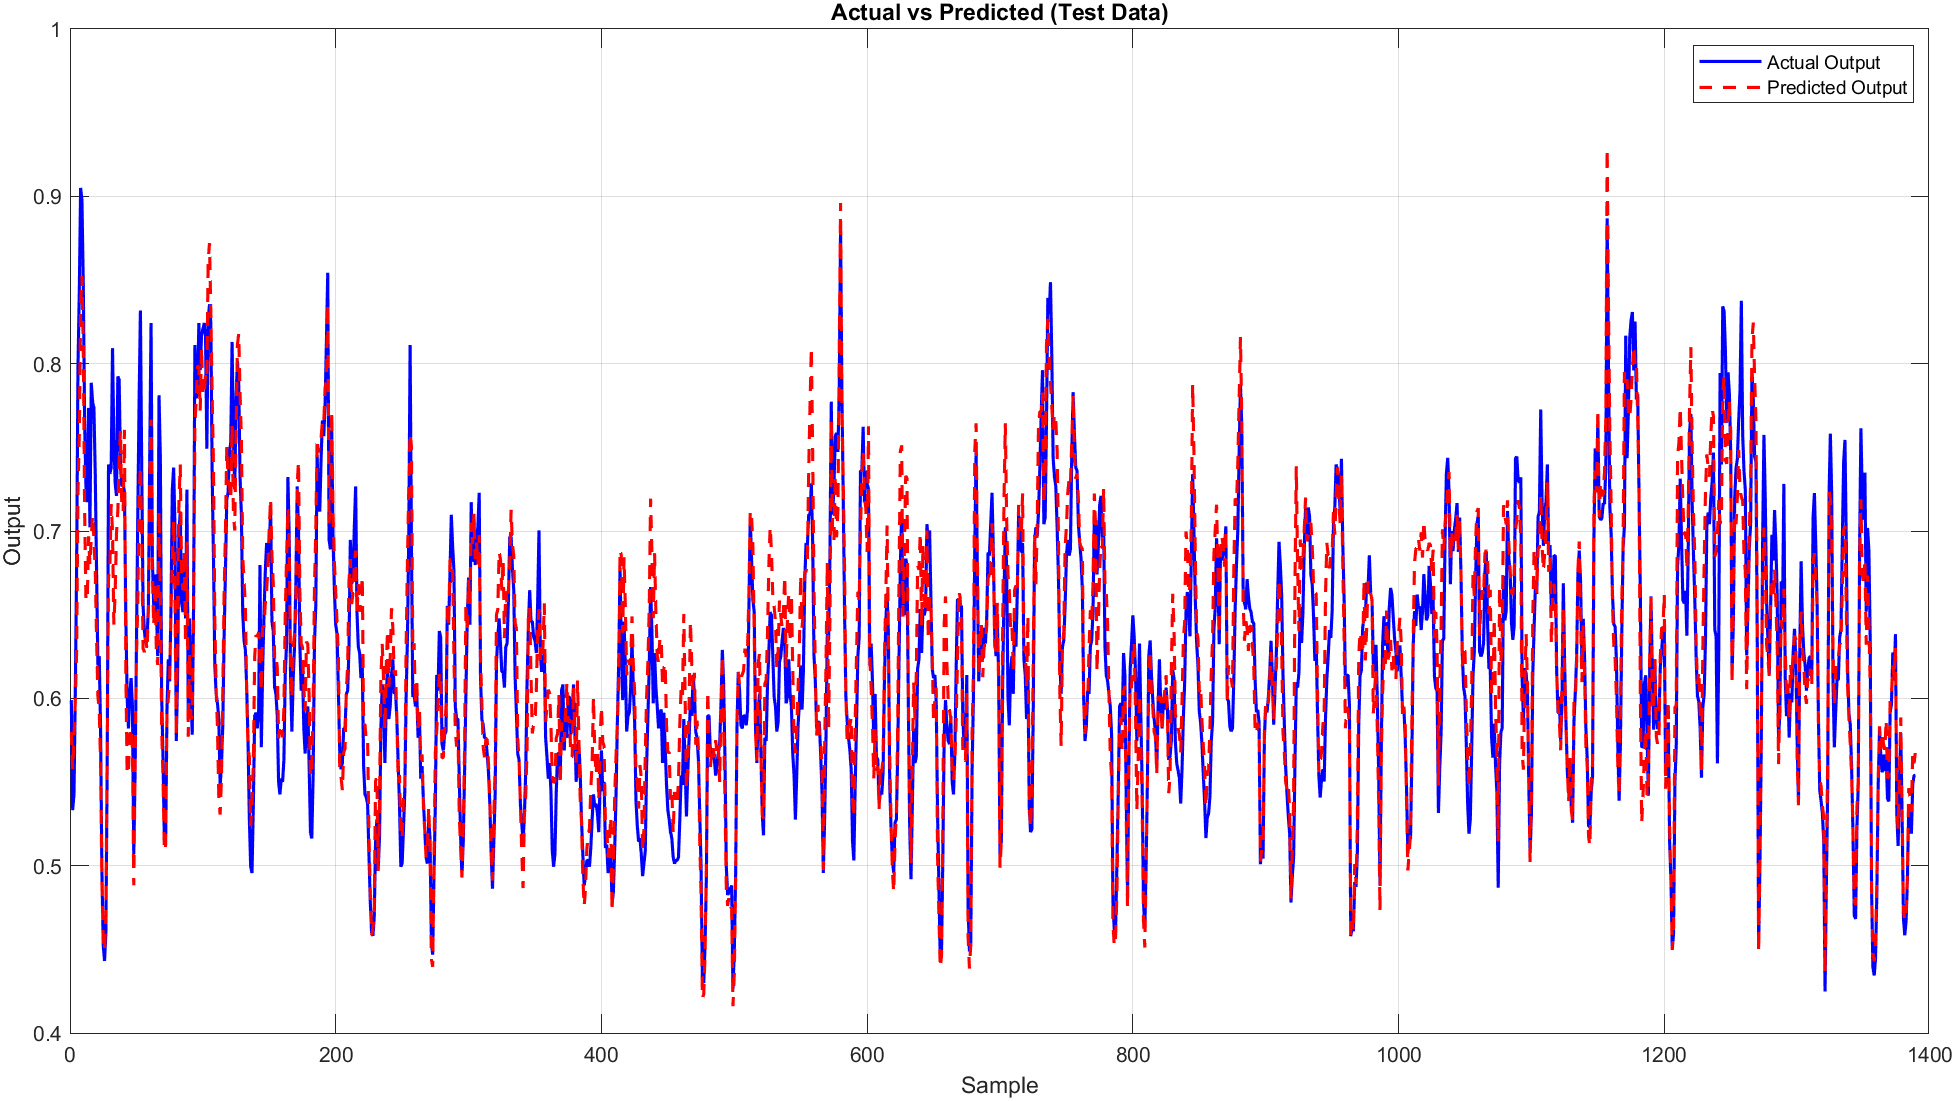 Actual vs Predicted (Test Data)
Actual Output
Predicted Output
1
0.9
0.8
0.7
0.6
0.5
0.4
Output
0 200 400 600 800 1000 1200 1400
Sample